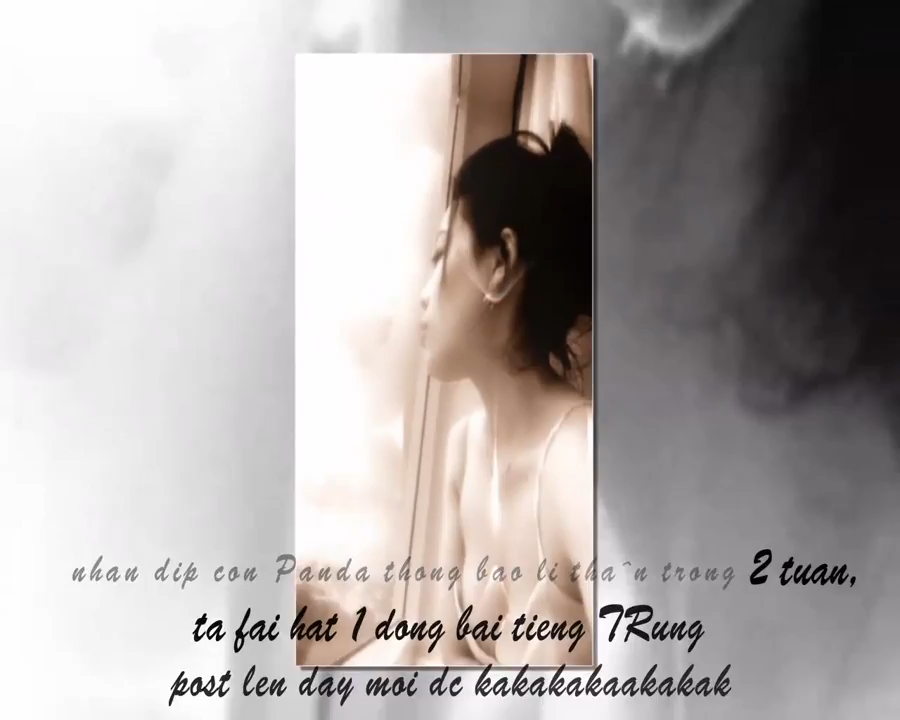 nhan dip con Panda thong bao li tha^n trong 2 tuan,
ta fai hat 1 dong bai tieng TRung
post len day moi dc kakakakaakakak